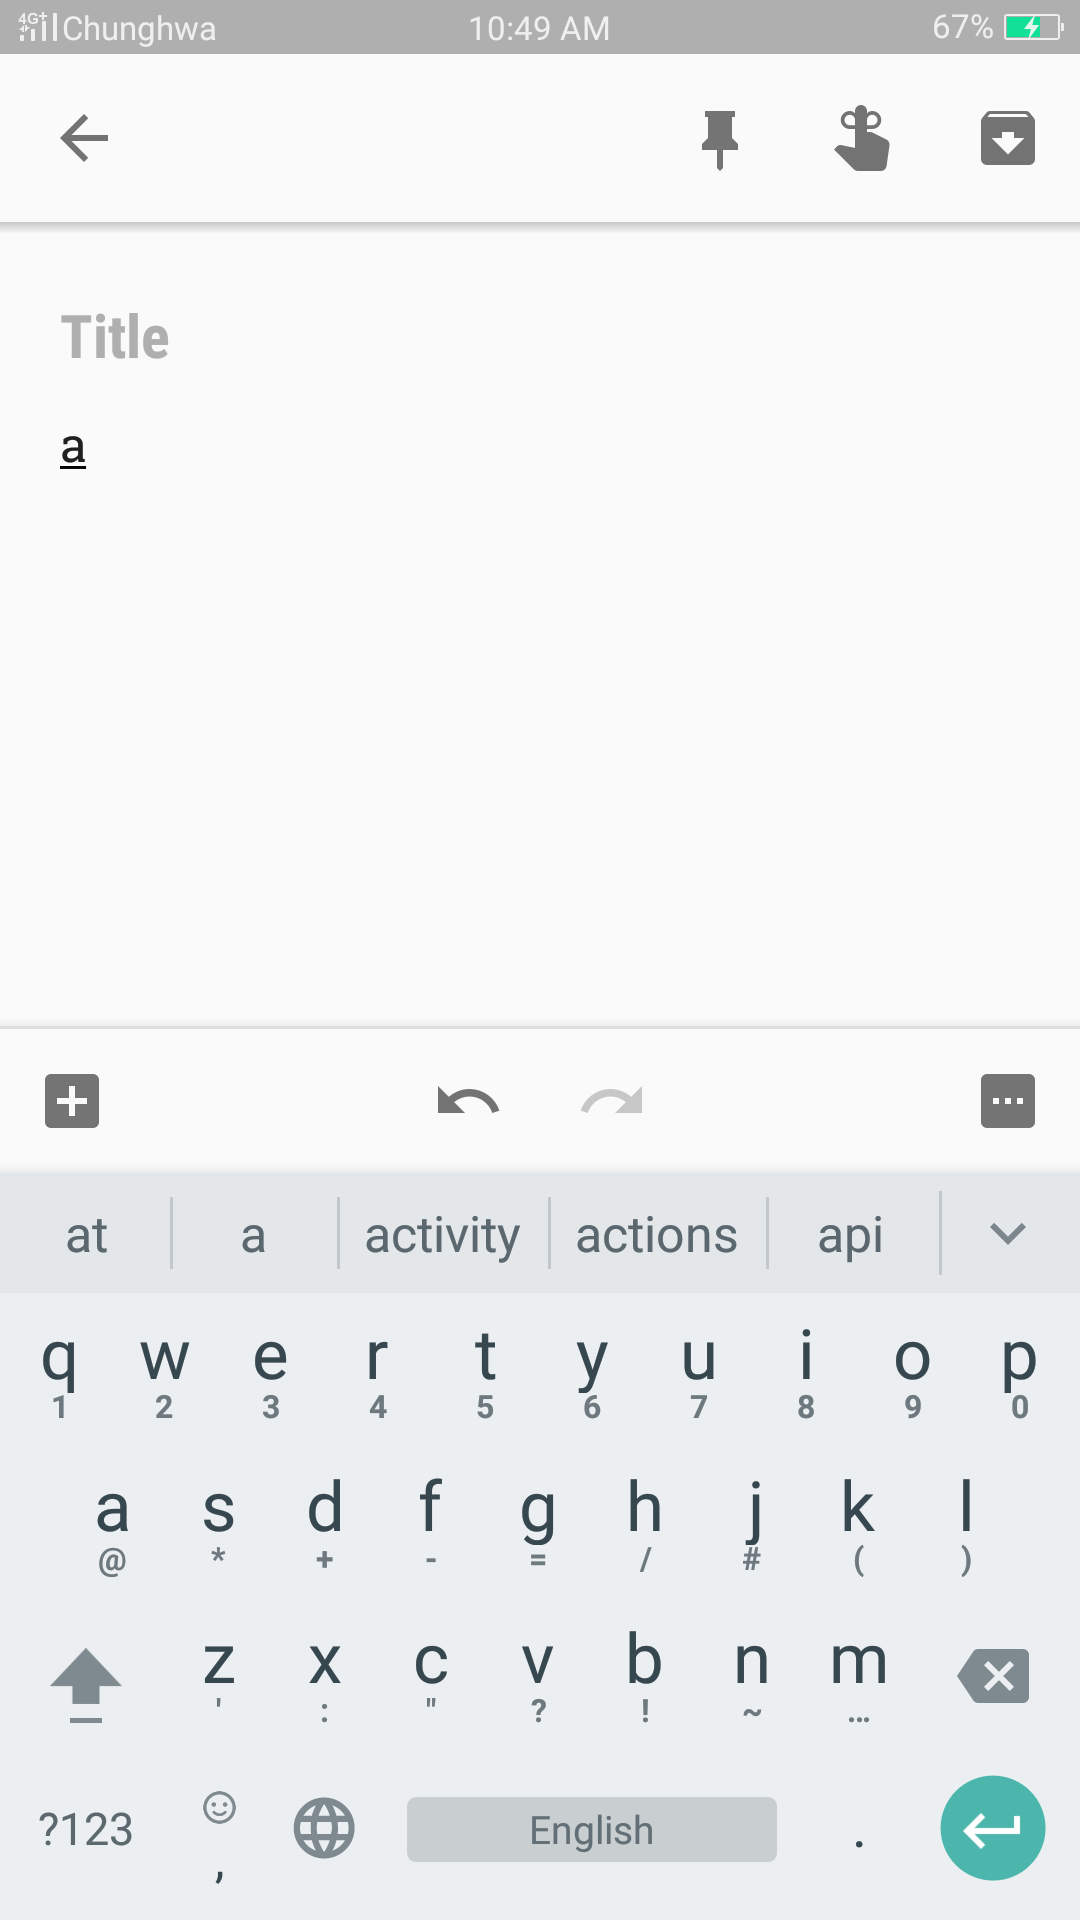 4G+ Chunghwa 10:49 AM 67%
Title
a
at a activity actions api
q w e r t y u i o p
1 2 3 4 5 6 7 8 9 0
a s d f g h j k l
@ * + - = / # ( )
z x c v b n m
' : " ? ! ~ …
?123 , English .